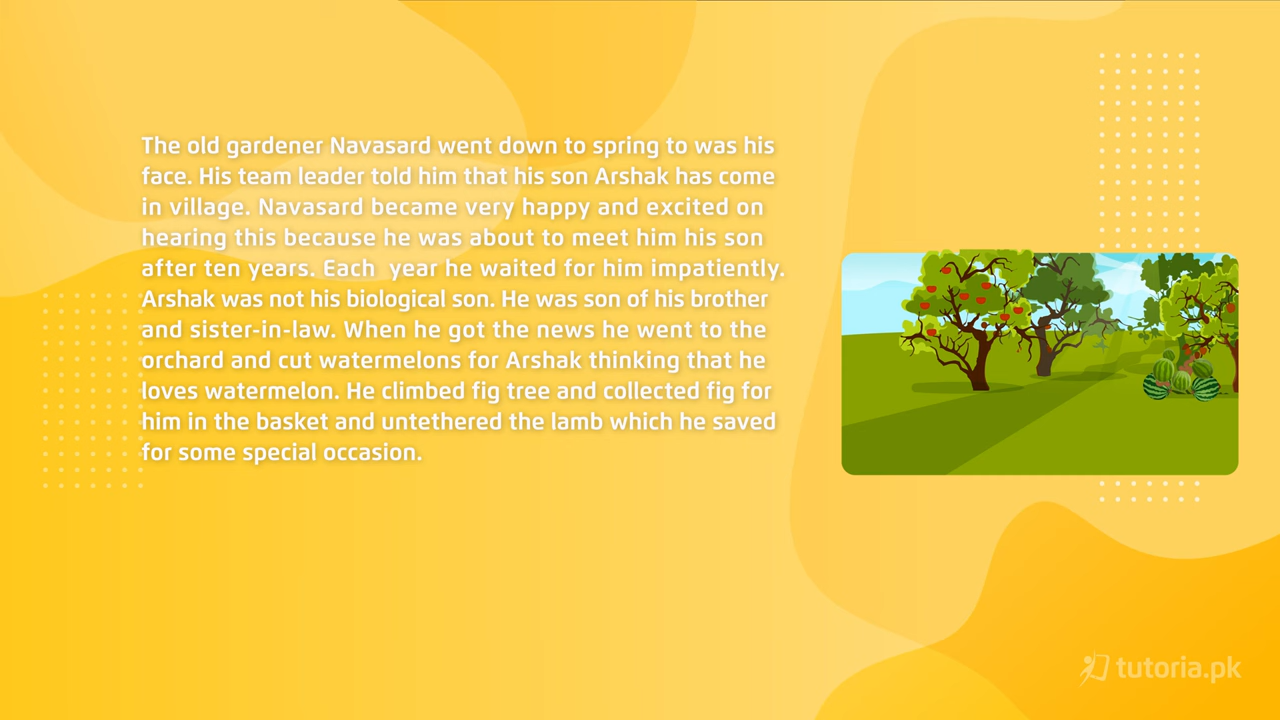 The old gardener Navasard went down to spring to was his
face. His team leader told him that his son Arshak has come
in village. Navasard became very happy and excited on
hearing this because he was about to meet him his son
after ten years. Each  year he waited for him impatiently.
Arshak was not his biological son. He was son of his brother
and sister-in-law. When he got the news he went to the
orchard and cut watermelons for Arshak thinking that he
loves watermelon. He climbed fig tree and collected fig for
him in the basket and untethered the lamb which he saved
for some special occasion.
tutoria.pk